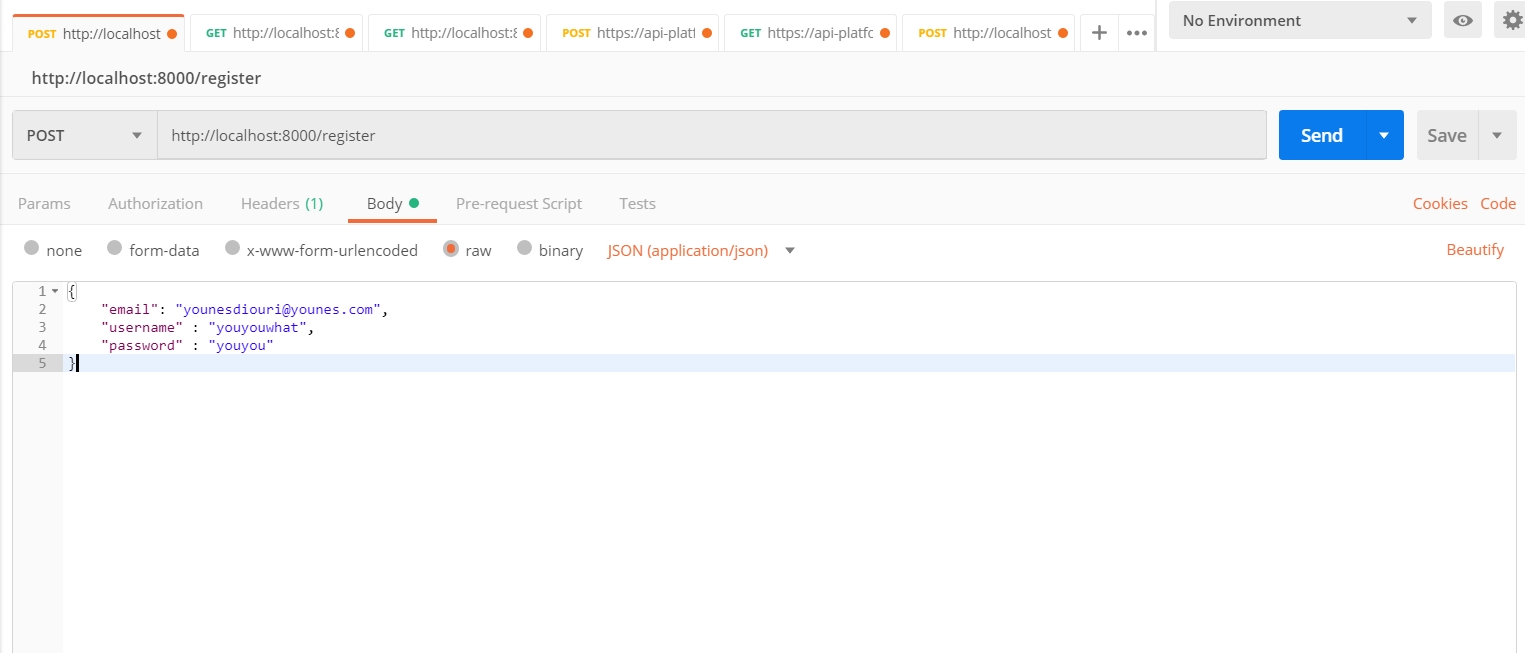 POST http://localhost GET http://localhost:8 GET http://localhost:8 POST https://api-platf GET https://api-platfc POST http://localhost + ••• No Environment
http://localhost:8000/register
POST http://localhost:8000/register Send Save
Params Authorization Headers (1) Body Pre-request Script Tests Cookies Code
none form-data x-www-form-urlencoded raw binary JSON (application/json) Beautify
1 {
2 "email": "younesdiouri@younes.com",
3 "username" : "youyouwhat",
4 "password" : "youyou"
5 }